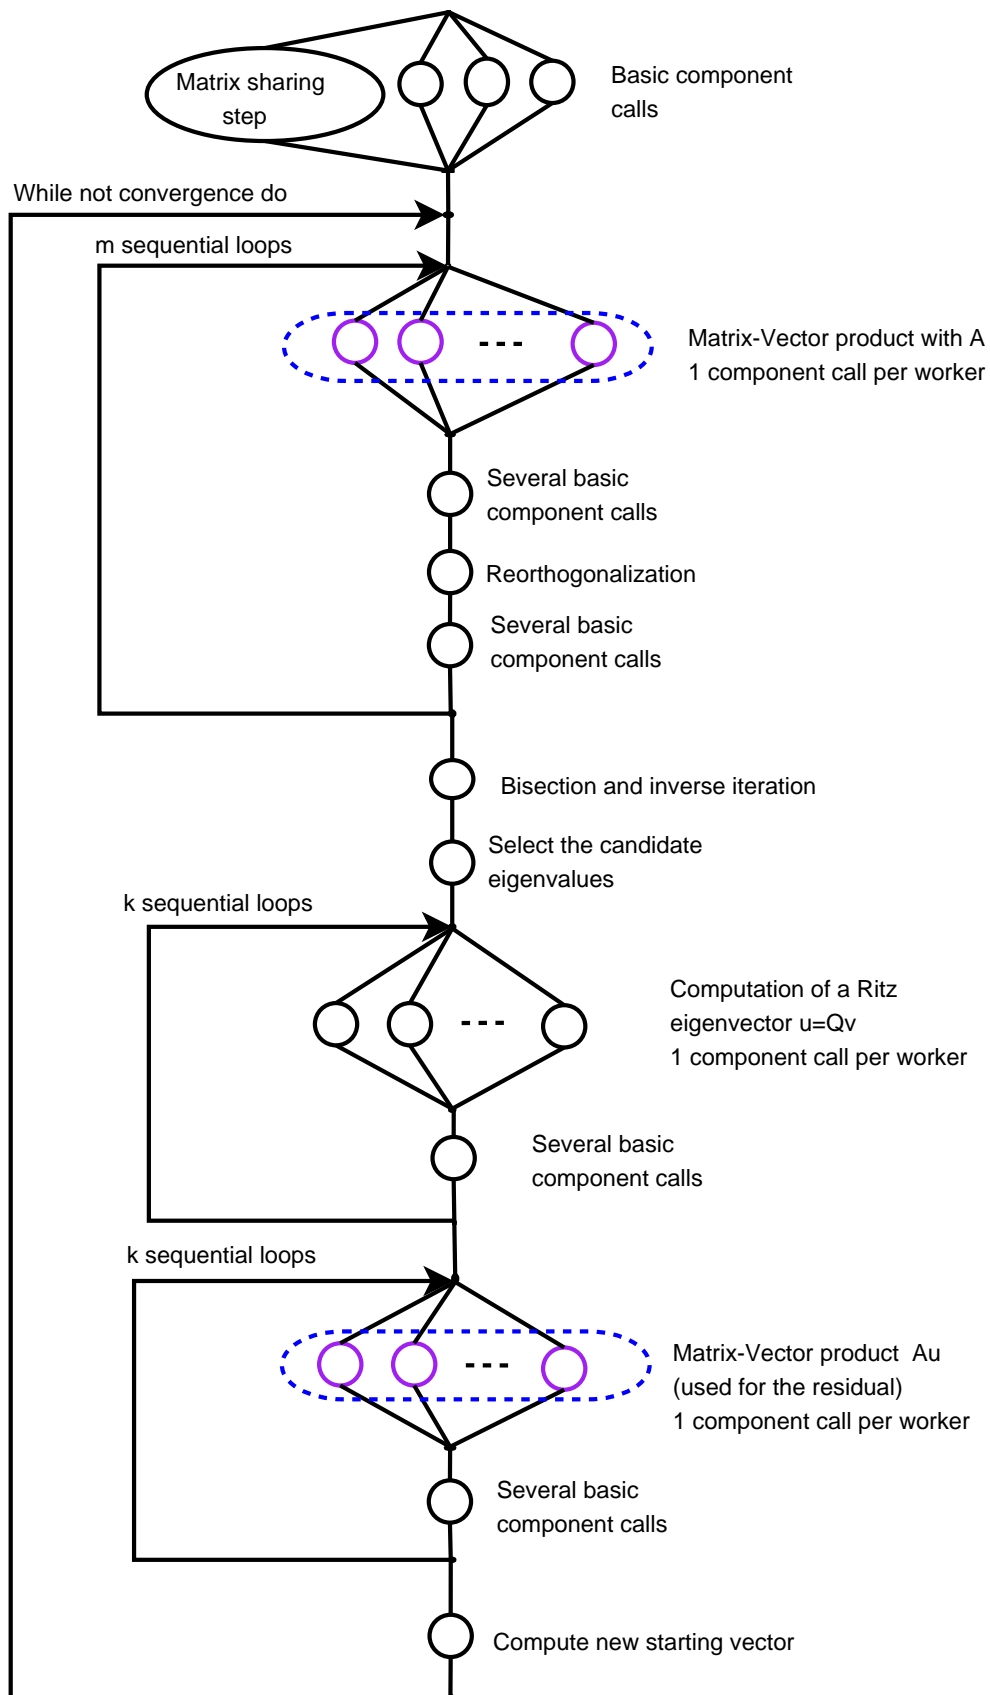 Matrix sharing
step
Basic component
calls
While not convergence do
m sequential loops
Matrix-Vector product with A
1 component call per worker
Several basic
component calls
Reorthogonalization
Several basic
component calls
Bisection and inverse iteration
Select the candidate
eigenvalues
k sequential loops
Computation of a Ritz
eigenvector u=Qv
1 component call per worker
Several basic
component calls
k sequential loops
Matrix-Vector product Au
(used for the residual)
1 component call per worker
Several basic
component calls
Compute new starting vector